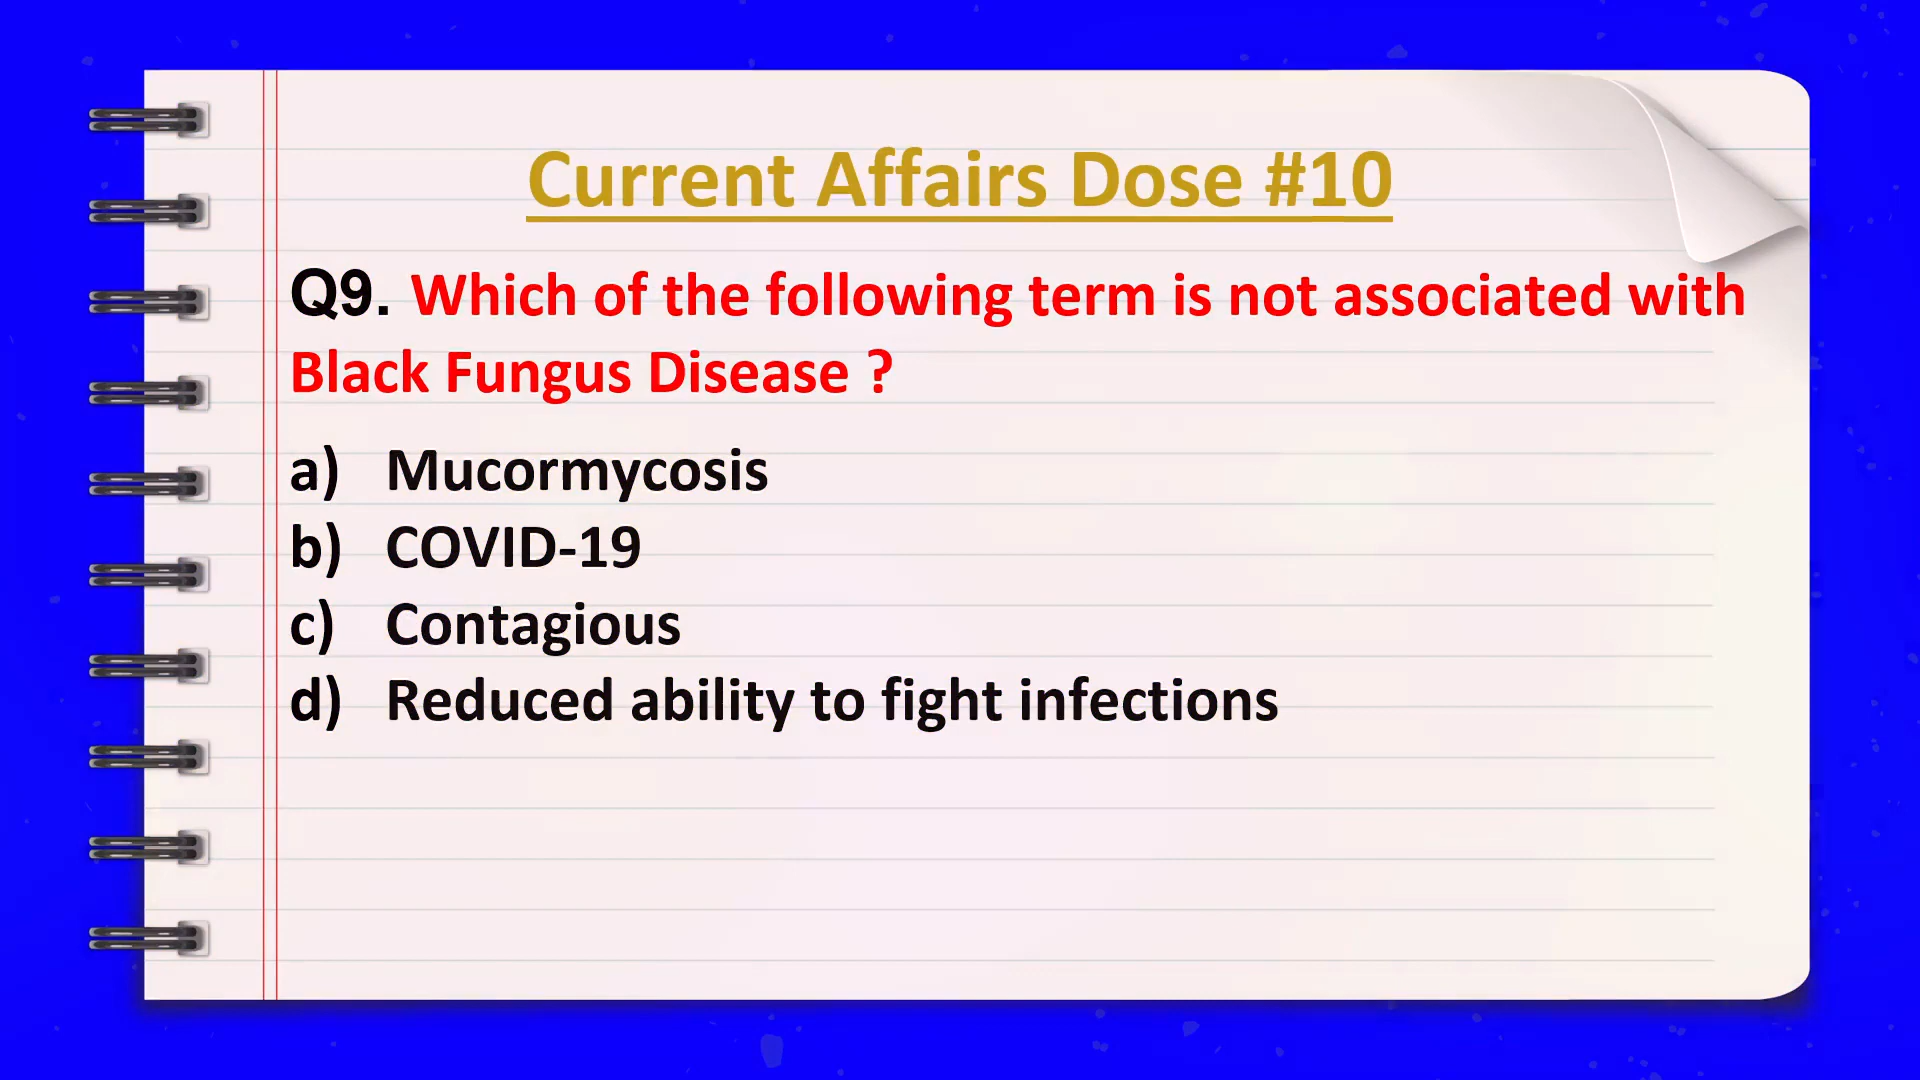 Current Affairs Dose #10
Q9. Which of the following term is not associated with
Black Fungus Disease ?
a) Mucormycosis
b) COVID-19
c) Contagious
d) Reduced ability to fight infections